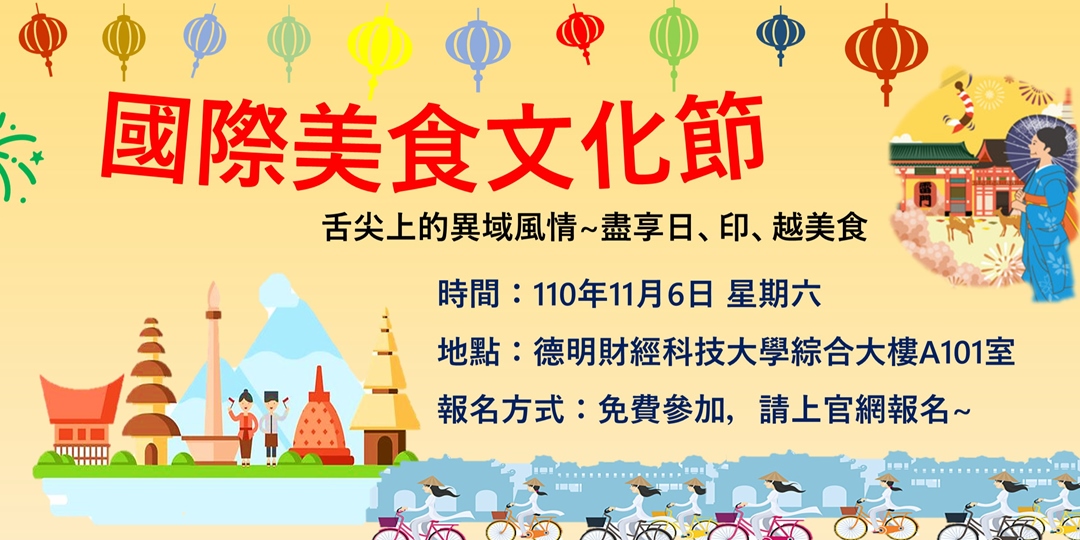 國際美食文化節
舌尖上的異域風情~盡享日、印、越美食
時間：110年11月6日 星期六
地點：德明財經科技大學綜合大樓A101室
報名方式：免費參加，請上官網報名~